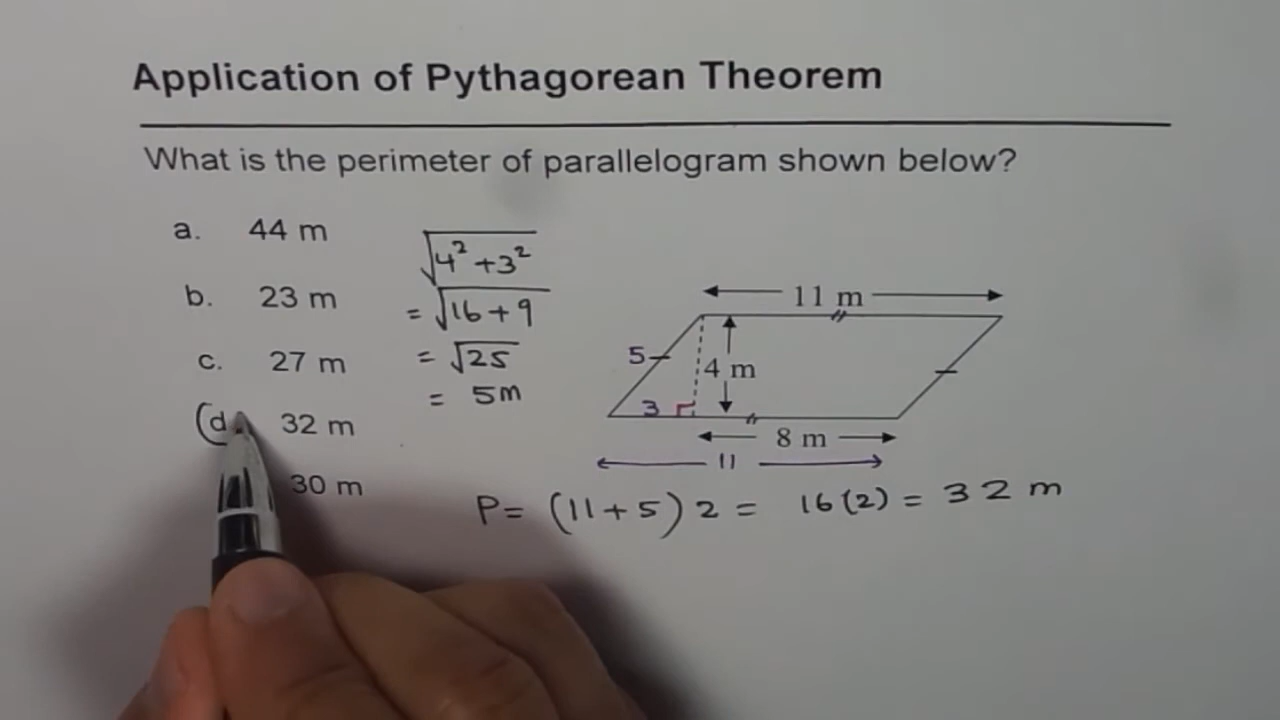 Application of Pythagorean Theorem
What is the perimeter of parallelogram shown below?
a. 44 m
b. 23 m
c. 27 m
d 32 m
30 m
√4² + 3²
= √16 + 9
= √25
= 5m
11 m
5
4 m
3
8 m
11
P = (11 + 5) 2 = 16 (2) = 32 m